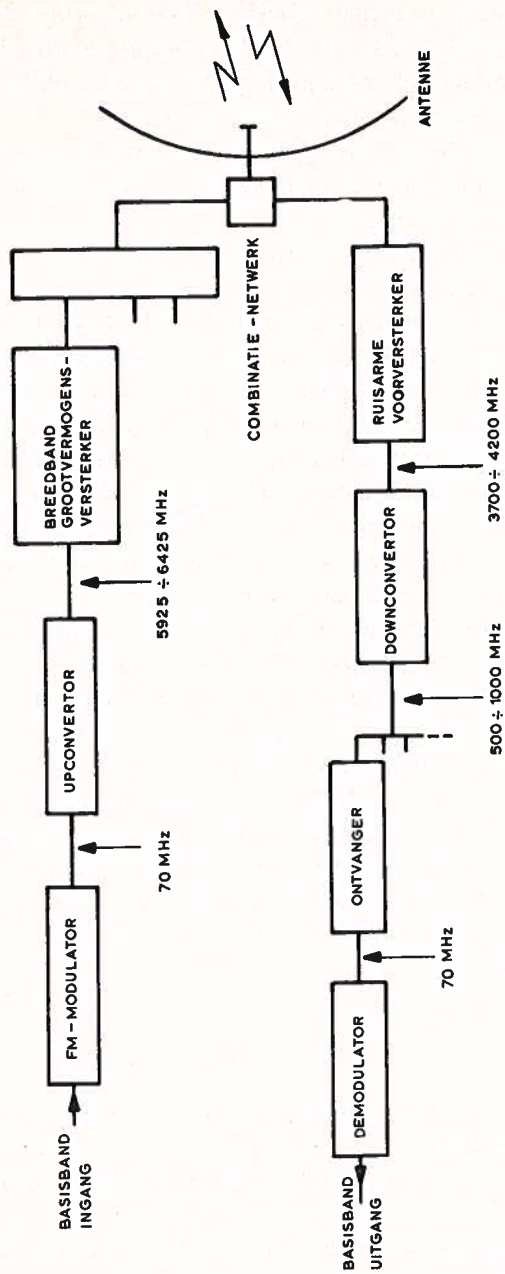 BASISBAND
INGANG
FM-MODULATOR
70 MHz
UPCONVERTOR
5925 ÷ 6425 MHz
BREEDBAND
GROOTVERMOGENS-
VERSTERKER
COMBINATIE-NETWERK
ANTENNE
BASISBAND
UITGANG
DEMODULATOR
70 MHz
ONTVANGER
500 ÷ 1000 MHz
DOWNCONVERTOR
3700 ÷ 4200 MHz
RUISARME
VOORVERSTERKER